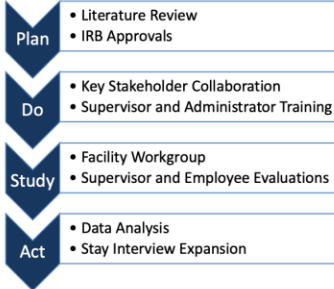 Plan
• Literature Review
• IRB Approvals
Do
• Key Stakeholder Collaboration
• Supervisor and Administrator Training
Study
• Facility Workgroup
• Supervisor and Employee Evaluations
Act
• Data Analysis
• Stay Interview Expansion